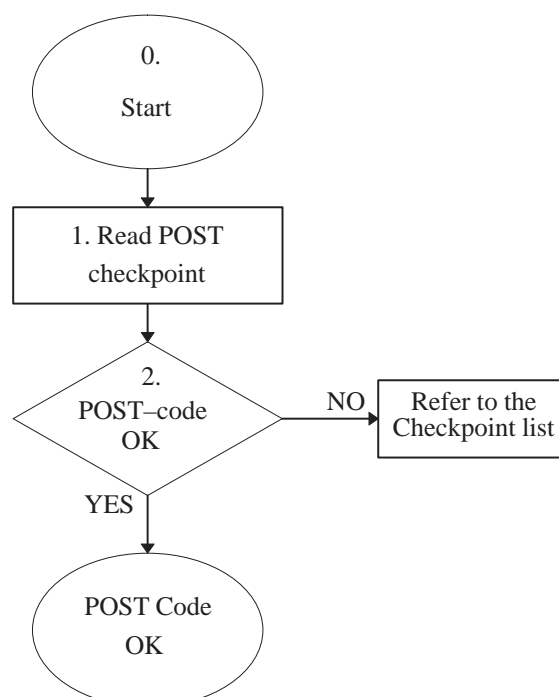 0.
Start
1. Read POST
checkpoint
2.
POST–code
OK
NO
Refer to the
Checkpoint list
YES
POST Code
OK